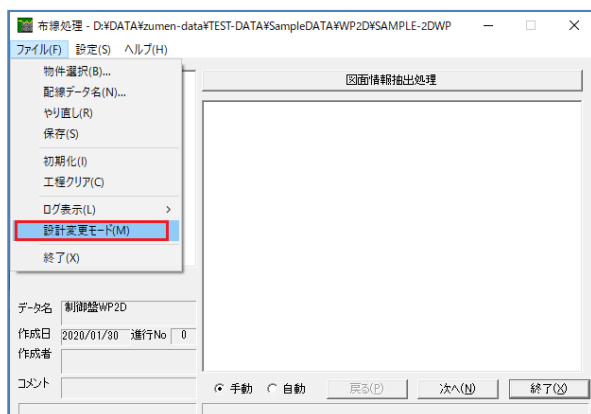 布線処理 - D:¥DATA¥zumen-data¥TEST-DATA¥SampleDATA¥WP2D¥SAMPLE-2DWP
ファイル(F) 設定(S) ヘルプ(H)
物件選択(B)...
配線データ名(N)...
やり直し(R)
保存(S)
初期化(I)
工程クリア(C)
ログ表示(L) >
設計変更モード(M)
終了(X)
図面情報抽出処理
データ名 制御盤WP2D
作成日 2020/01/30 進行No 0
作成者
コメント
手動 自動 戻る(P) 次へ(N) 終了(X)